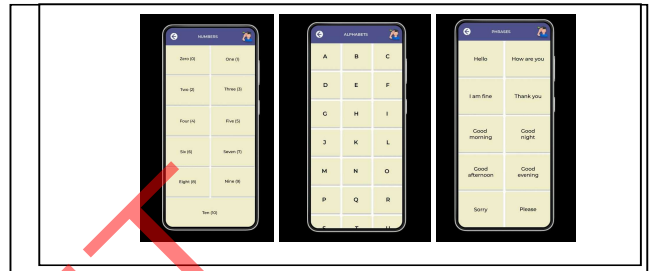 NUMBERS
Zero (0)
One (1)
Two (2)
Three (3)
Four (4)
Five (5)
Six (6)
Seven (7)
Eight (8)
Nine (9)
Ten (10)
ALPHABETS
A B C
D E F
G H I
J K L
M N O
P Q R
S T U
PHRASES
Hello
How are you
I am fine
Thank you
Good
morning
Good
night
Good
afternoon
Good
evening
Sorry
Please